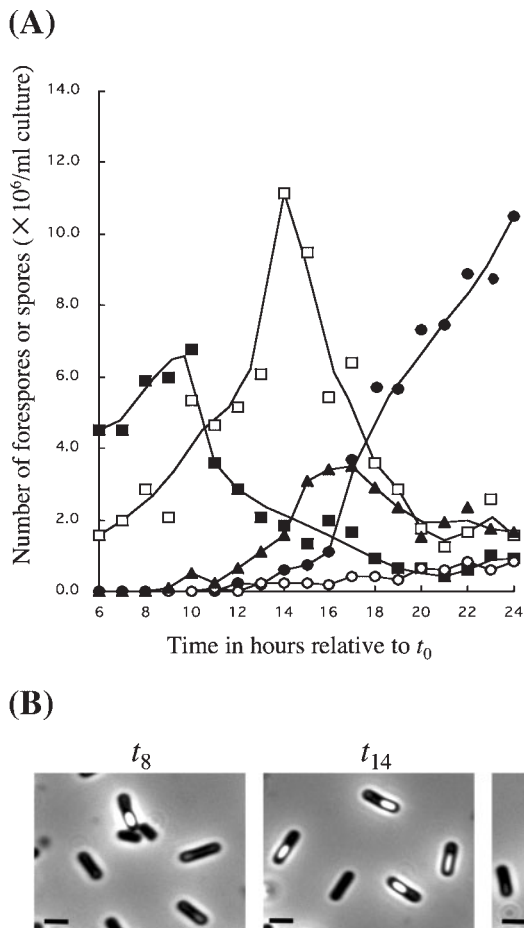 (A)
Number of forespores or spores (×10⁶/ml culture)
14.0
12.0
10.0
8.0
6.0
4.0
2.0
0.0
6 8 10 12 14 16 18 20 22 24
Time in hours relative to t₀
(B)
t₈ t₁₄